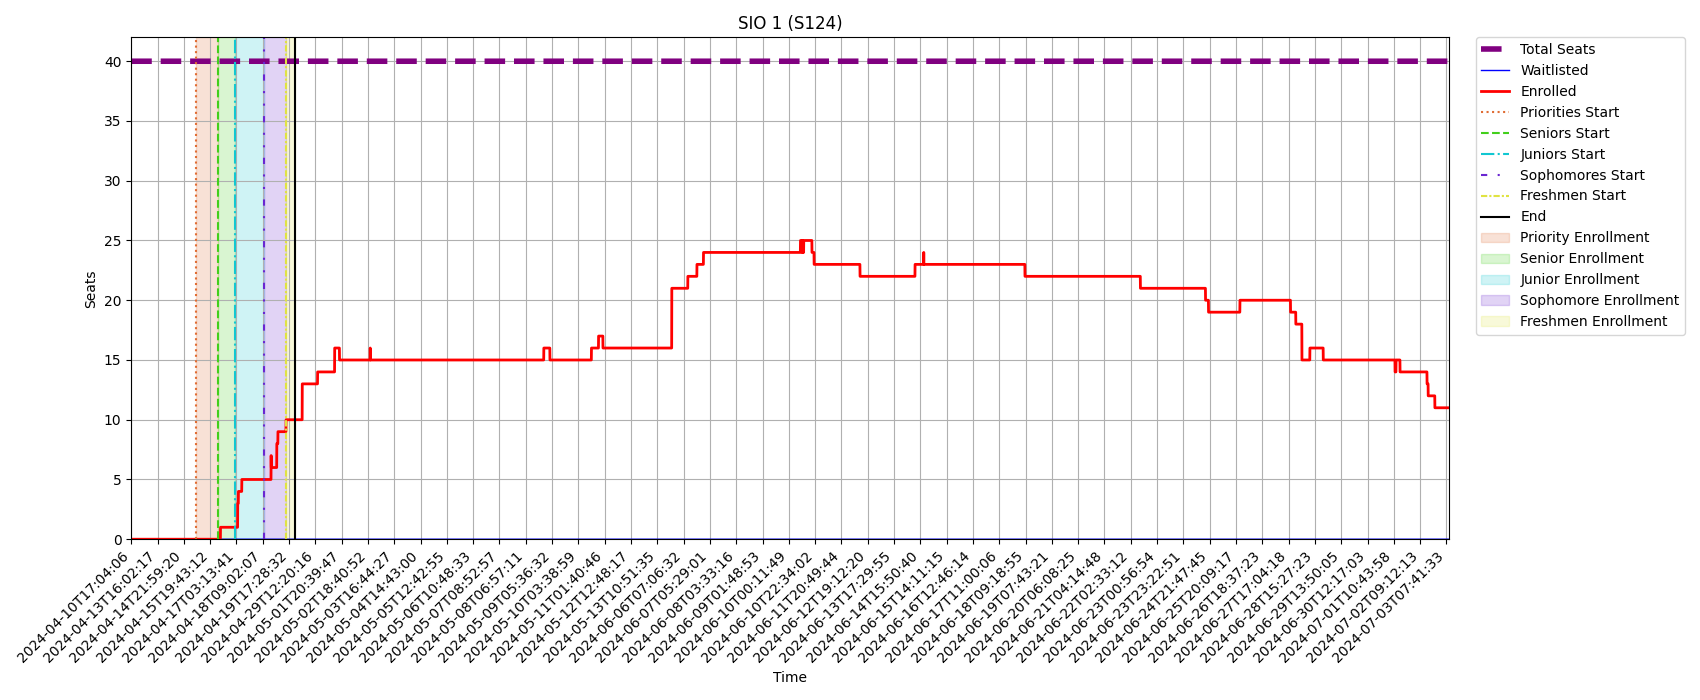 SIO 1 (S124)
Seats
40
35
30
25
20
15
10
5
0
2024-04-10T17:04:06
2024-04-13T16:02:17
2024-04-14T21:59:20
2024-04-15T19:43:12
2024-04-17T03:13:41
2024-04-18T09:02:07
2024-04-19T17:28:32
2024-04-29T12:20:16
2024-05-01T20:39:47
2024-05-02T18:40:52
2024-05-03T16:44:27
2024-05-04T14:43:00
2024-05-05T12:42:55
2024-05-06T10:48:33
2024-05-07T08:52:57
2024-05-08T06:57:11
2024-05-09T05:36:32
2024-05-10T03:38:59
2024-05-11T01:40:46
2024-05-12T12:48:17
2024-05-13T10:51:35
2024-06-06T07:06:32
2024-06-07T05:29:01
2024-06-08T03:33:16
2024-06-09T01:48:53
2024-06-10T00:11:49
2024-06-10T22:34:02
2024-06-11T20:49:44
2024-06-12T19:12:20
2024-06-13T17:29:55
2024-06-14T15:50:40
2024-06-15T14:11:15
2024-06-16T12:46:14
2024-06-17T11:00:06
2024-06-18T09:18:55
2024-06-19T07:43:21
2024-06-20T06:08:25
2024-06-21T04:14:48
2024-06-22T02:33:12
2024-06-23T00:56:54
2024-06-23T23:22:51
2024-06-24T21:47:45
2024-06-25T20:09:17
2024-06-26T18:37:23
2024-06-27T17:04:18
2024-06-28T15:27:23
2024-06-29T13:50:05
2024-06-30T12:17:03
2024-07-01T10:43:58
2024-07-02T09:12:13
2024-07-03T07:41:33
Time
Total Seats
Waitlisted
Enrolled
Priorities Start
Seniors Start
Juniors Start
Sophomores Start
Freshmen Start
End
Priority Enrollment
Senior Enrollment
Junior Enrollment
Sophomore Enrollment
Freshmen Enrollment